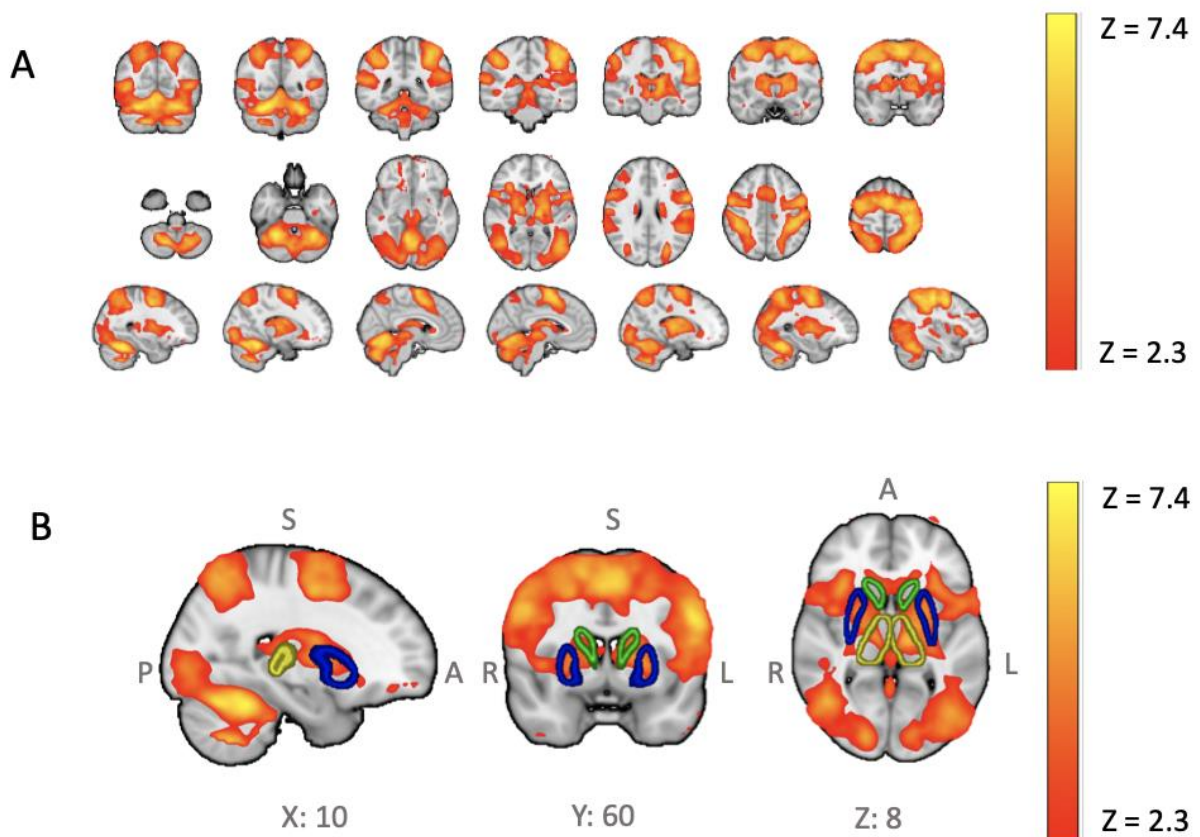 A
Z = 7.4
Z = 2.3
B
S
P
A
X: 10
S
R
L
Y: 60
A
R
L
Z: 8
Z = 7.4
Z = 2.3